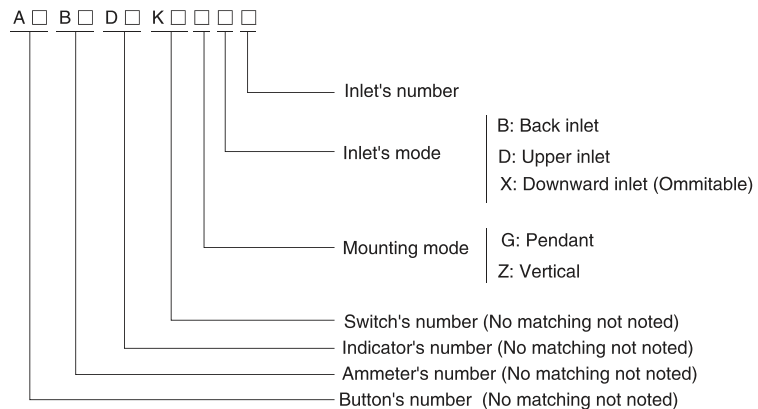 A □ B □ D □ K □ □ □ □
Inlet's number
Inlet's mode
B: Back inlet
D: Upper inlet
X: Downward inlet (Ommitable)
Mounting mode
G: Pendant
Z: Vertical
Switch's number (No matching not noted)
Indicator's number (No matching not noted)
Ammeter's number (No matching not noted)
Button's number (No matching not noted)